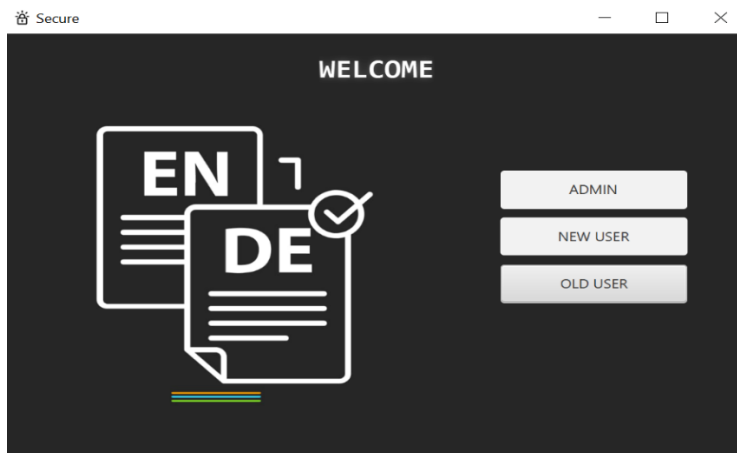 Secure
WELCOME
EN
DE
ADMIN
NEW USER
OLD USER